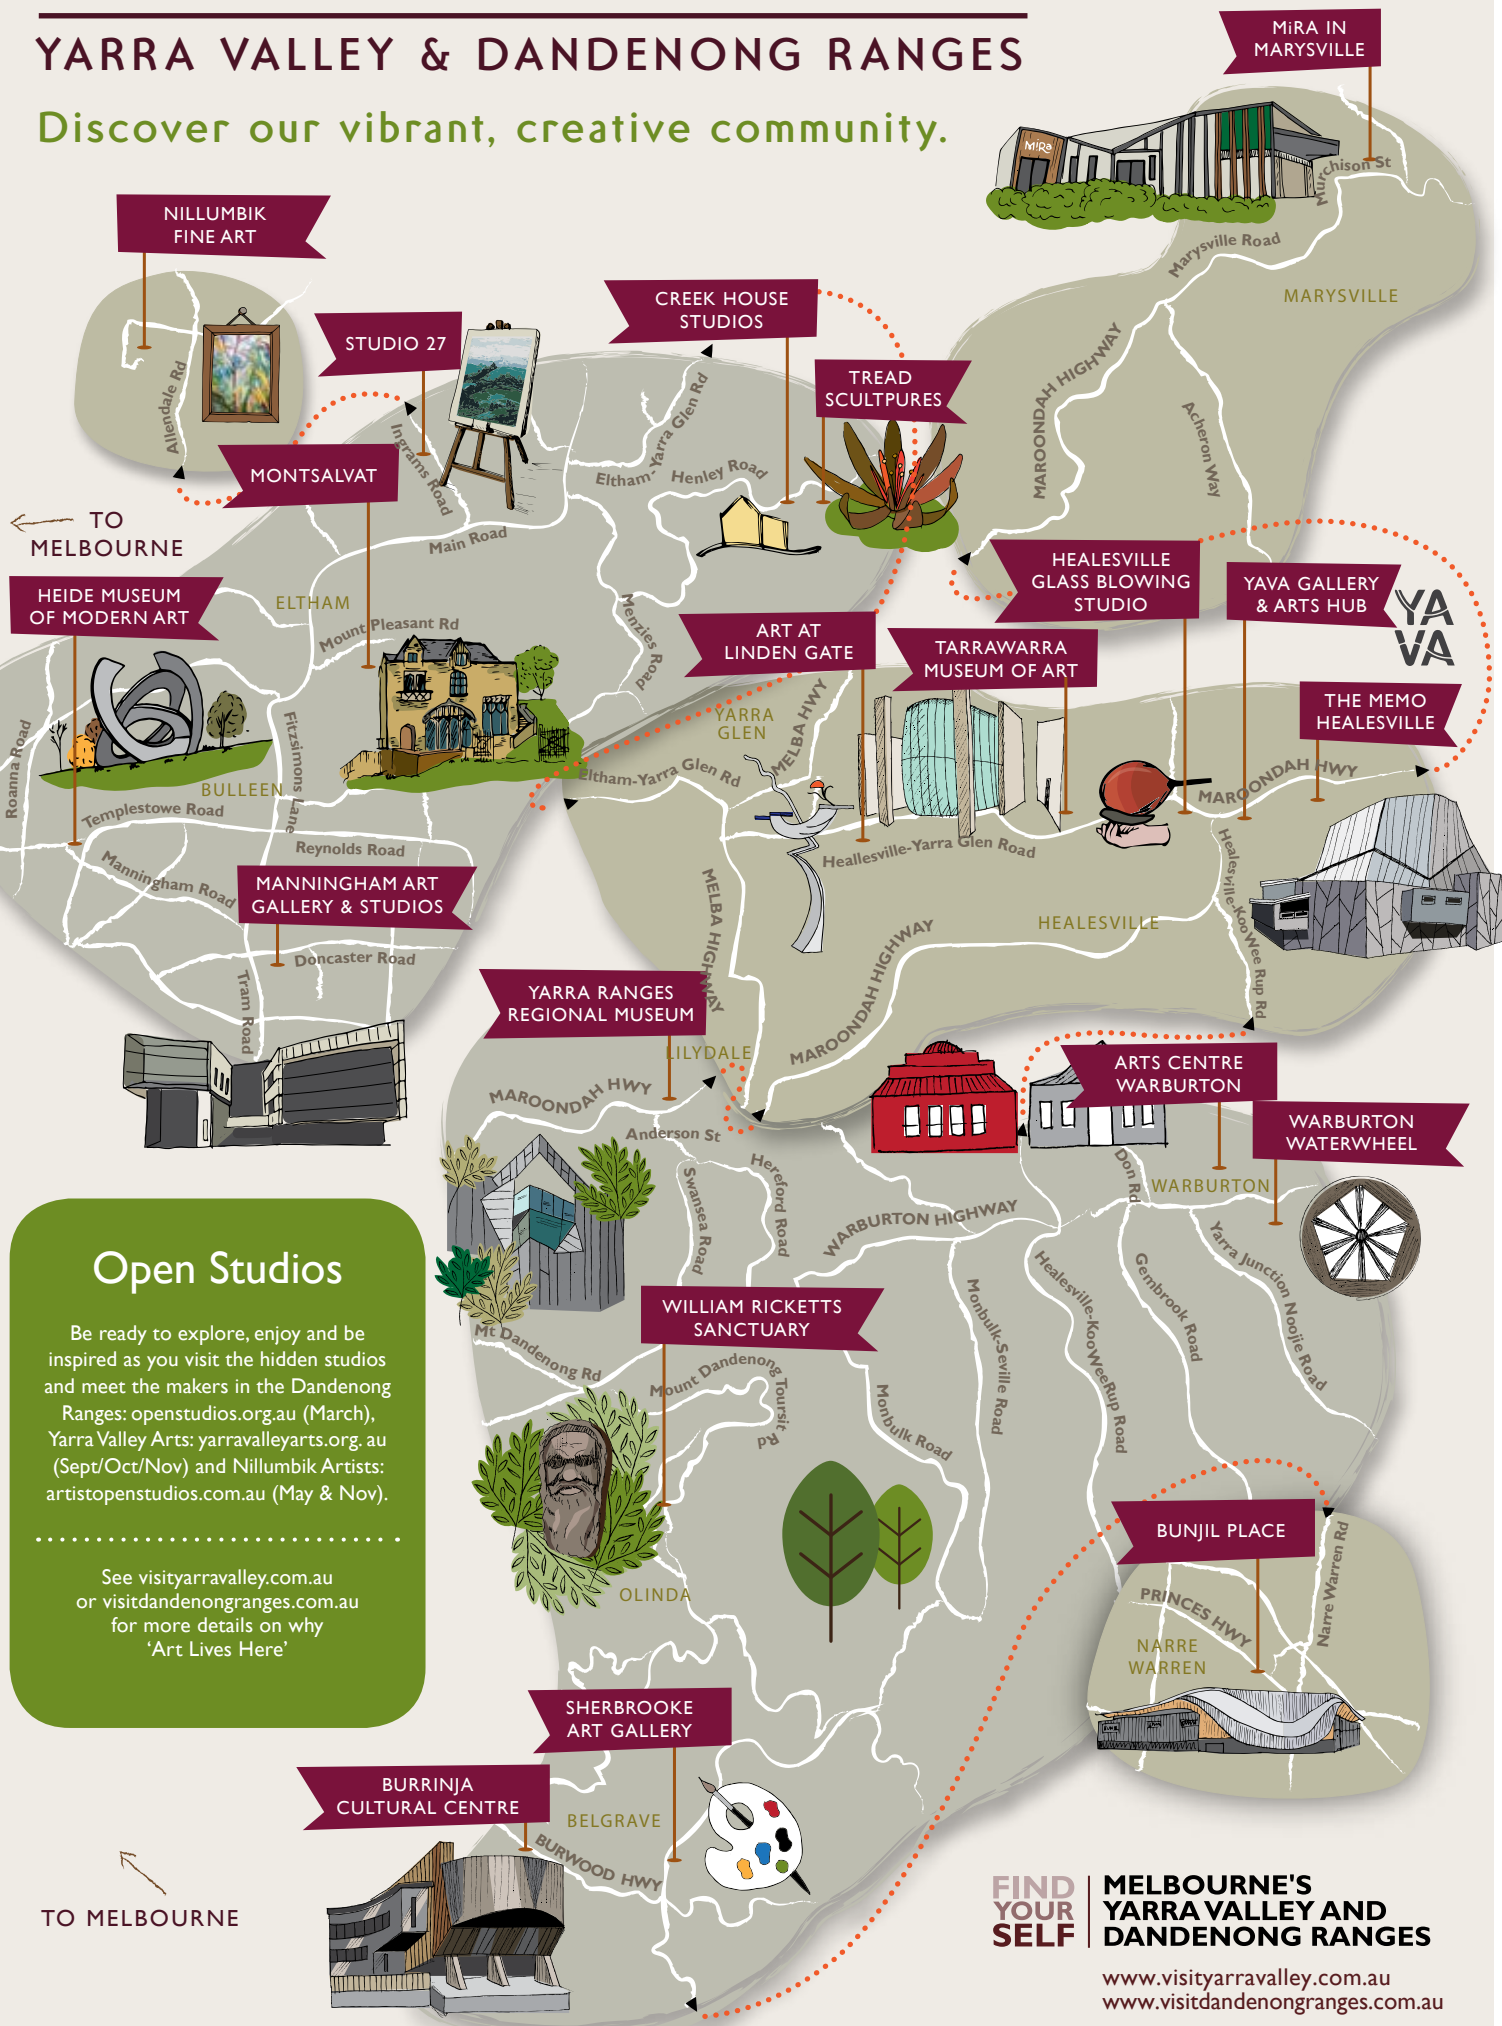 YARRA VALLEY & DANDENONG RANGES
Discover our vibrant, creative community.
MiRA IN
MARYSVILLE
MiRa
Murchison St
Marysville Road
MARYSVILLE
NILLUMBIK
FINE ART
Allendale Rd
STUDIO 27
CREEK HOUSE
STUDIOS
TREAD
SCULTPURES
MAROONDAH HIGHWAY
Acheron Way
Eltham-Yarra Glen Rd
Henley Road
Ingrams Road
MONTSALVAT
Main Road
TO
MELBOURNE
HEIDE MUSEUM
OF MODERN ART
ELTHAM
Mount Pleasant Rd
Menzies Road
HEALESVILLE
GLASS BLOWING
STUDIO
YAVA GALLERY
& ARTS HUB
YA
VA
ART AT
LINDEN GATE
TARRAWARRA
MUSEUM OF ART
THE MEMO
HEALESVILLE
YARRA
GLEN
MELBA HWY
Eltham-Yarra Glen Rd
MAROONDAH HWY
Roanna Road
Fitzsimons Lane
BULLEEN
Templestowe Road
Reynolds Road
Manningham Road
MANNINGHAM ART
GALLERY & STUDIOS
Doncaster Road
Tram Road
Heallesville-Yarra Glen Road
MELBA HIGHWAY
HEALESVILLE
Healesville-KooWee Rup Rd
MAROONDAH HIGHWAY
YARRA RANGES
REGIONAL MUSEUM
LILYDALE
MAROONDAH HWY
Anderson St
ARTS CENTRE
WARBURTON
WARBURTON
WATERWHEEL
Swansea Road
Hereford Road
Don Rd
WARBURTON
WARBURTON HIGHWAY
Yarra Junction Noojie Road
Gembrook Road
Healesville-KooWeeRup Road
Monbulk-Seville Road
Open Studios
Be ready to explore, enjoy and be
inspired as you visit the hidden studios
and meet the makers in the Dandenong
Ranges: openstudios.org.au (March),
Yarra Valley Arts: yarravalleyarts.org. au
(Sept/Oct/Nov) and Nillumbik Artists:
artistopenstudios.com.au (May & Nov).
See visityarravalley.com.au
or visitdandenongranges.com.au
for more details on why
‘Art Lives Here’
WILLIAM RICKETTS
SANCTUARY
Mt Dandenong Rd
Mount Dandenong Toursit Rd
Monbulk Road
OLINDA
BUNJIL PLACE
PRINCES HWY
Narre Warren Rd
NARRE
WARREN
SHERBROOKE
ART GALLERY
BURRINJA
CULTURAL CENTRE
BELGRAVE
BURWOOD HWY
TO MELBOURNE
FIND
YOUR
SELF
MELBOURNE'S
YARRA VALLEY AND
DANDENONG RANGES
www.visityarravalley.com.au
www.visitdandenongranges.com.au